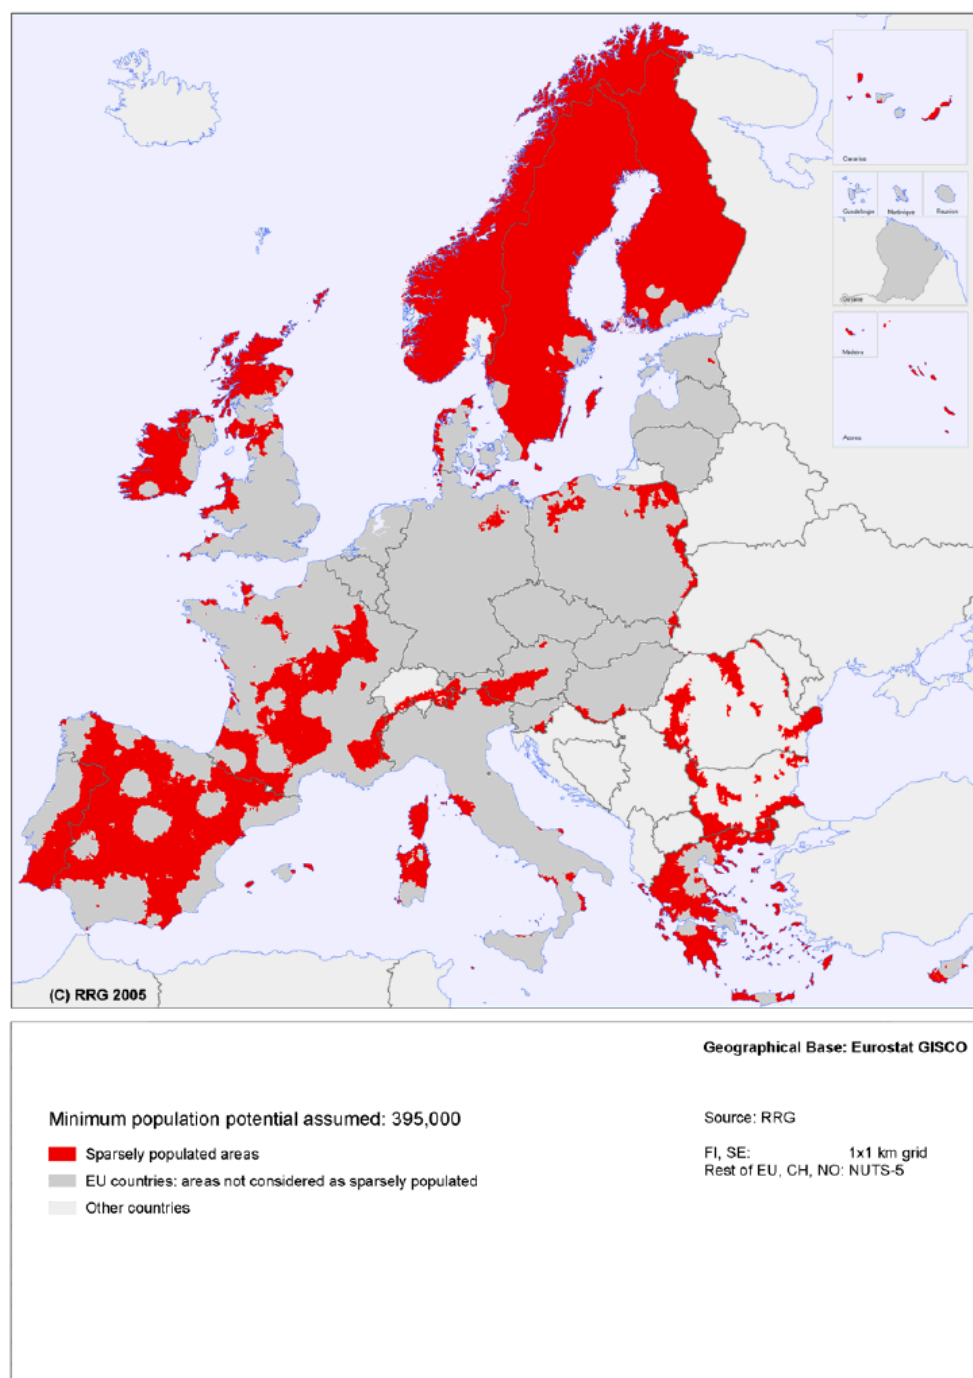 Canarias
Guadeloupe
Martinique
Reunion
Guyane
Madeira
Azores
(C) RRG 2005
Geographical Base: Eurostat GISCO
Minimum population potential assumed: 395,000
Source: RRG
Sparsely populated areas
FI, SE: 1x1 km grid
EU countries: areas not considered as sparsely populated
Rest of EU, CH, NO: NUTS-5
Other countries